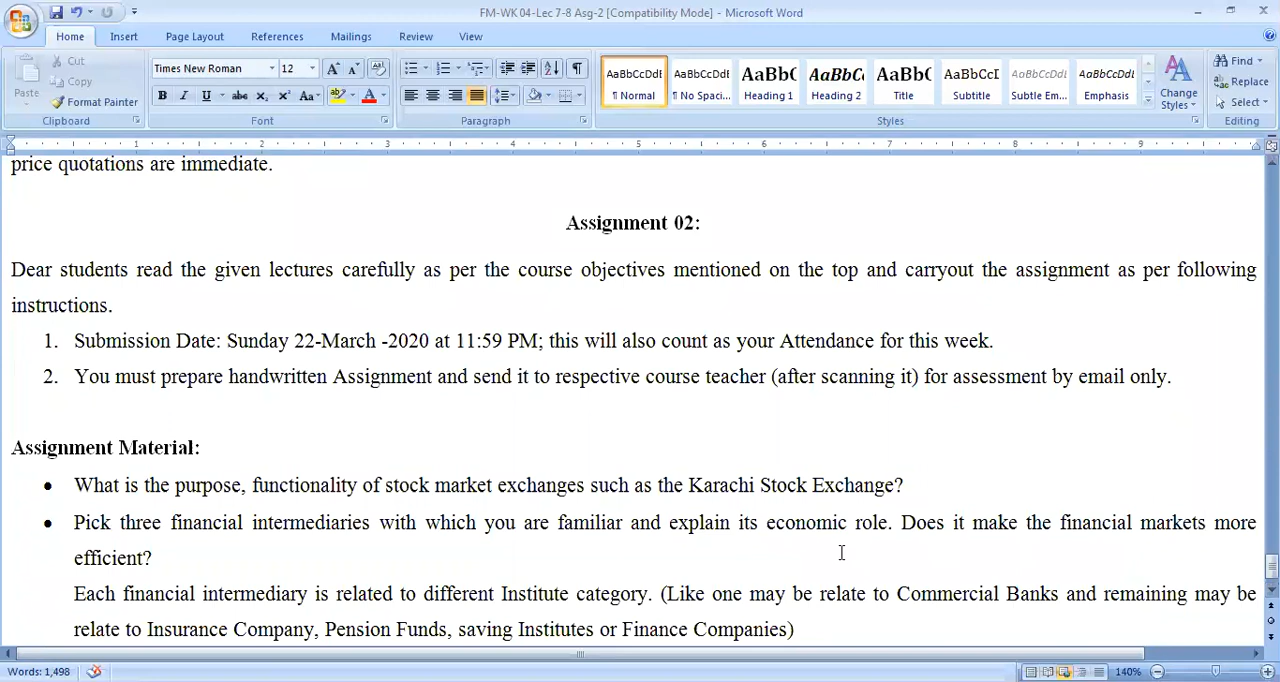 FM-WK 04-Lec 7-8 Asg-2 [Compatibility Mode] - Microsoft Word
Home Insert Page Layout References Mailings Review View
Paste Cut Copy Format Painter
Times New Roman 12
AaBbCcDdI AaBbCcDdI AaBbC AaBbCc AaBbC AaBbCcI AaBbCcDdI AaBbCcDdI
¶ Normal ¶ No Spaci... Heading 1 Heading 2 Title Subtitle Subtle Em... Emphasis
Change Styles
Find Replace Select
Clipboard Font Paragraph Styles Editing
1 2 3 4 5 6 7 8 9
price quotations are immediate.
Assignment 02:
Dear students read the given lectures carefully as per the course objectives mentioned on the top and carryout the assignment as per following
instructions.
1. Submission Date: Sunday 22-March -2020 at 11:59 PM; this will also count as your Attendance for this week.
2. You must prepare handwritten Assignment and send it to respective course teacher (after scanning it) for assessment by email only.
Assignment Material:
• What is the purpose, functionality of stock market exchanges such as the Karachi Stock Exchange?
• Pick three financial intermediaries with which you are familiar and explain its economic role. Does it make the financial markets more
efficient?
Each financial intermediary is related to different Institute category. (Like one may be relate to Commercial Banks and remaining may be
relate to Insurance Company, Pension Funds, saving Institutes or Finance Companies)
Words: 1,498 140%